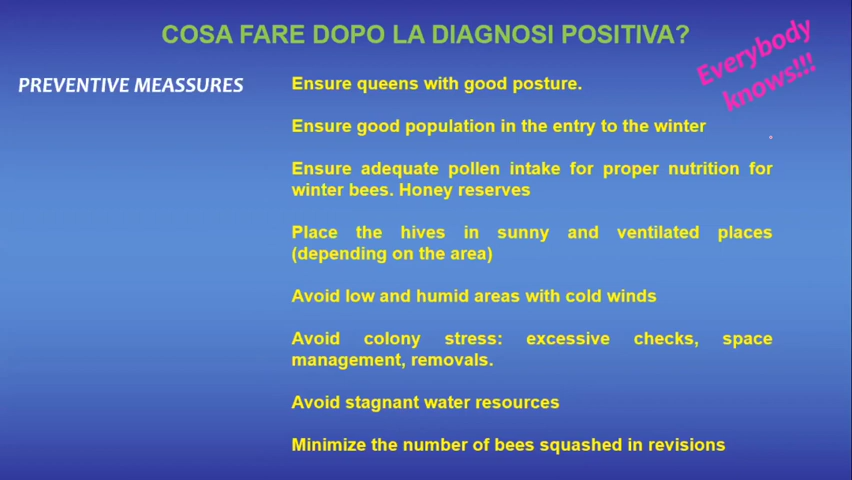 COSA FARE DOPO LA DIAGNOSI POSITIVA?
Everybody
knows!!!
PREVENTIVE MEASSURES
Ensure queens with good posture.
Ensure good population in the entry to the winter
Ensure adequate pollen intake for proper nutrition for
winter bees. Honey reserves
Place the hives in sunny and ventilated places
(depending on the area)
Avoid low and humid areas with cold winds
Avoid colony stress: excessive checks, space
management, removals.
Avoid stagnant water resources
Minimize the number of bees squashed in revisions